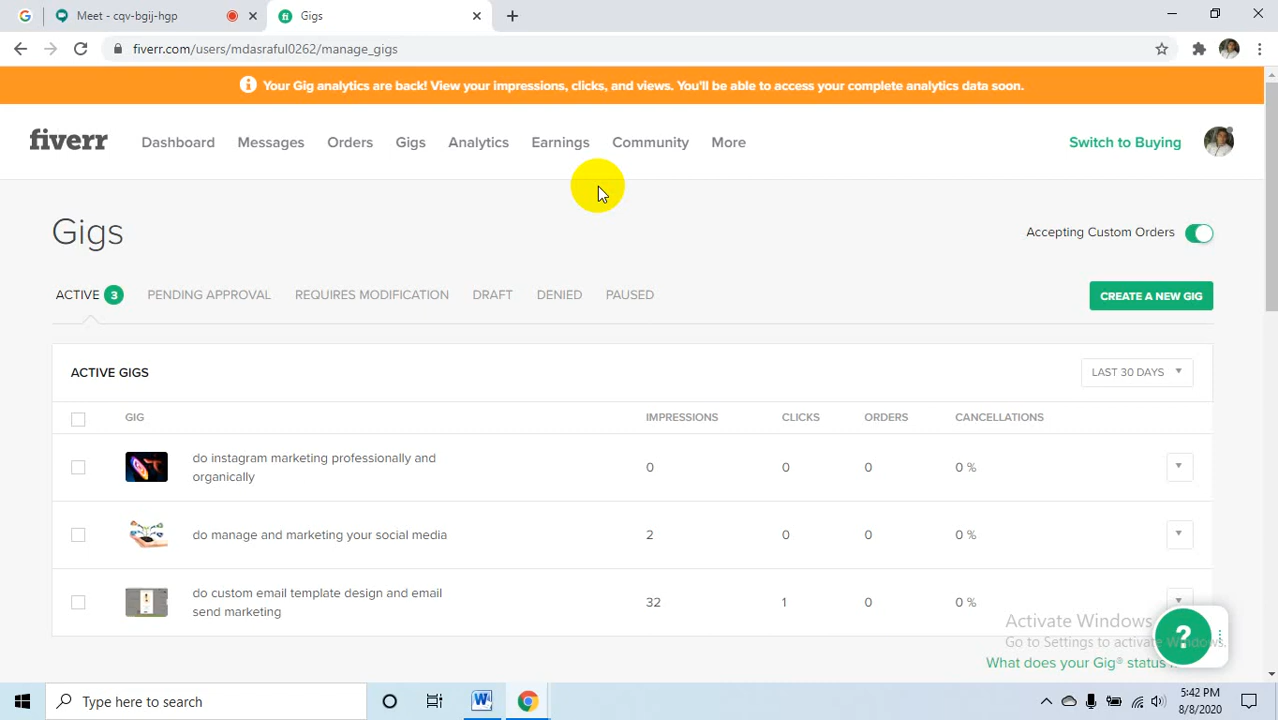 Meet - cqv-bgij-hgp
Gigs
fiverr.com/users/mdasraful0262/manage_gigs
Your Gig analytics are back! View your impressions, clicks, and views. You'll be able to access your complete analytics data soon.
fiverr Dashboard Messages Orders Gigs Analytics Earnings Community More Switch to Buying
Gigs
Accepting Custom Orders
ACTIVE 3 PENDING APPROVAL REQUIRES MODIFICATION DRAFT DENIED PAUSED
CREATE A NEW GIG
ACTIVE GIGS
LAST 30 DAYS
GIG IMPRESSIONS CLICKS ORDERS CANCELLATIONS
do instagram marketing professionally and
organically
0 0 0 0 %
do manage and marketing your social media 2 0 0 0 %
do custom email template design and email
send marketing
32 1 0 0 %
Activate Windows
Go to Settings to activate Windows.
What does your Gig® status
?
Type here to search
5:42 PM
8/8/2020